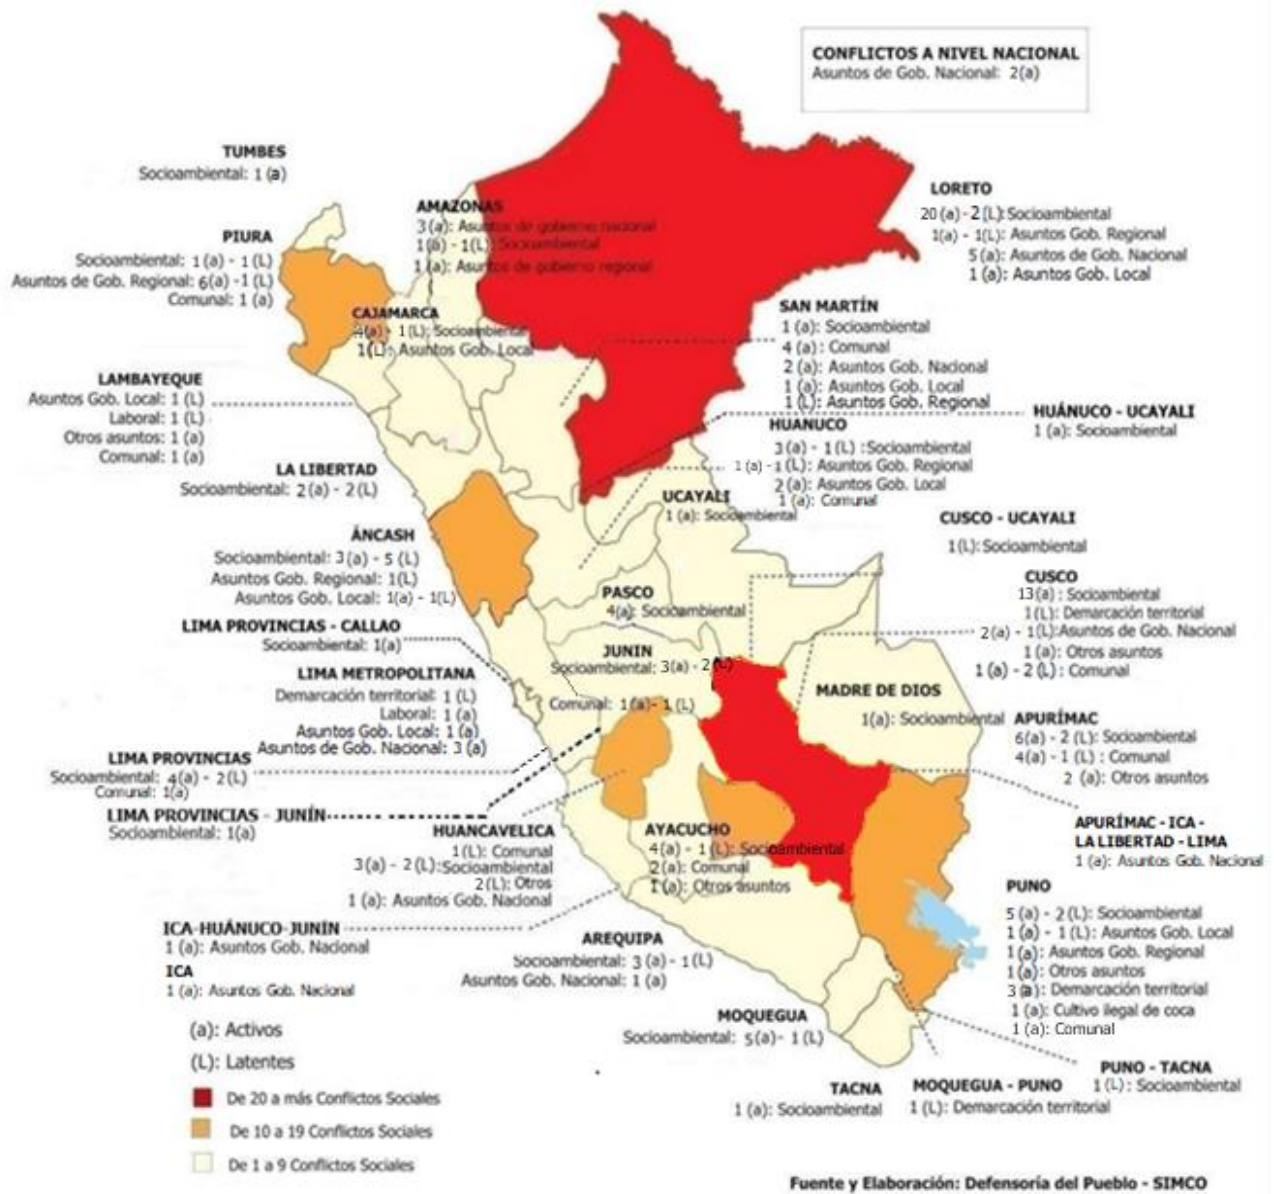 CONFLICTOS A NIVEL NACIONAL
Asuntos de Gob. Nacional: 2(a)
TUMBES
Socioambiental: 1 (a)
PIURA
Socioambiental: 1 (a) - 1 (L)
Asuntos de Gob. Regional: 6(a) -1 (L)
Comunal: 1 (a)
AMAZONAS
3(a): Asuntos de gobierno nacional
1(a) - 1(L): Socioambiental
1(a): Asuntos de gobierno regional
LORETO
20(a)-2(L):Socioambiental
1(a) - 1(L): Asuntos Gob. Regional
5(a): Asuntos de Gob. Nacional
1(a): Asuntos Gob. Local
CAJAMARCA
4(a) - 1(L): Socioambiental
1(L): Asuntos Gob. Local
SAN MARTÍN
1(a): Socioambiental
4(a): Comunal
2(a): Asuntos Gob. Nacional
1(a): Asuntos Gob. Local
1(L): Asuntos Gob. Regional
LAMBAYEQUE
Asuntos Gob. Local: 1 (L)
Laboral: 1 (L)
Otros asuntos: 1 (a)
Comunal: 1 (a)
HUÁNUCO - UCAYALI
1 (a): Socioambiental
HUANUCO
3(a) - 1(L) :Socioambiental
1(a)-1(L): Asuntos Gob. Regional
2(a): Asuntos Gob. Local
1(a): Comunal
LA LIBERTAD
Socioambiental: 2(a) - 2(L)
UCAYALI
1(a): Socioambiental
CUSCO - UCAYALI
1(L): Socioambiental
ÁNCASH
Socioambiental: 3(a) - 5(L)
Asuntos Gob. Regional: 1(L)
Asuntos Gob. Local: 1(a) - 1(L)
CUSCO
13(a) : Socioambiental
1(L): Demarcación territorial
2(a) - 1(L):Asuntos de Gob. Nacional
1(a): Otros asuntos
1(a) - 2(L) : Comunal
PASCO
4(a): Socioambiental
LIMA PROVINCIAS - CALLAO
Socioambiental: 1(a)
JUNIN
Socioambiental: 3(a) - 2(L)
Comunal: 1(a)- 1(L)
LIMA METROPOLITANA
Demarcación territorial: 1 (L)
Laboral: 1 (a)
Asuntos Gob. Local: 1 (a)
Asuntos de Gob. Nacional: 3 (a)
MADRE DE DIOS
1(a): Socioambiental
APURÍMAC
6(a) - 2(L): Socioambiental
4(a) - 1 (L) : Comunal
2 (a): Otros asuntos
LIMA PROVINCIAS
Socioambiental: 4(a) - 2(L)
Comunal: 1(a)
LIMA PROVINCIAS - JUNÍN
Socioambiental: 1(a)
APURÍMAC - ICA -
LA LIBERTAD - LIMA
1 (a): Asuntos Gob. Nacional
HUANCAVELICA
1(L): Comunal
3(a) - 2(L):Socioambiental
2(L): Otros
1 (a): Asuntos Gob. Nacional
AYACUCHO
4(a) - 1(L): Socioambiental
2(a): Comunal
1(a): Otros asuntos
PUNO
5(a) - 2(L): Socioambiental
1(a) - 1(L): Asuntos Gob. Local
1(a): Asuntos Gob. Regional
1(a): Otros asuntos
3(a): Demarcación territorial
1 (a): Cultivo ilegal de coca
1(a): Comunal
ICA-HUÁNUCO-JUNÍN
1 (a): Asuntos Gob. Nacional
ICA
1 (a): Asuntos Gob. Nacional
AREQUIPA
Socioambiental: 3(a) - 1(L)
Asuntos Gob. Nacional: 1 (a)
MOQUEGUA
Socioambiental: 5(a)- 1 (L)
PUNO - TACNA
1 (L) : Socioambiental
TACNA
1 (a): Socioambiental
MOQUEGUA - PUNO
1 (L): Demarcación territorial
(a): Activos
(L): Latentes
De 20 a más Conflictos Sociales
De 10 a 19 Conflictos Sociales
De 1 a 9 Conflictos Sociales
Fuente y Elaboración: Defensoría del Pueblo - SIMCO